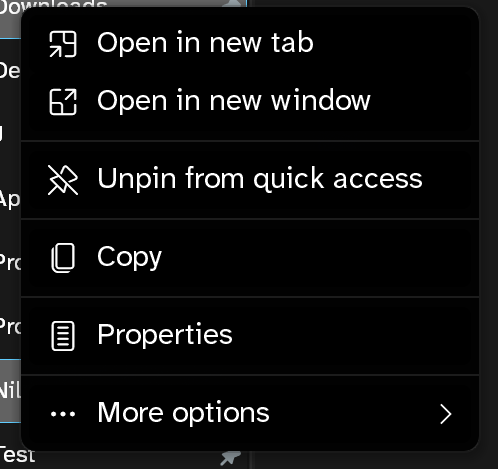 Downloads
Open in new tab
Open in new window
Unpin from quick access
Copy
Properties
More options
Test